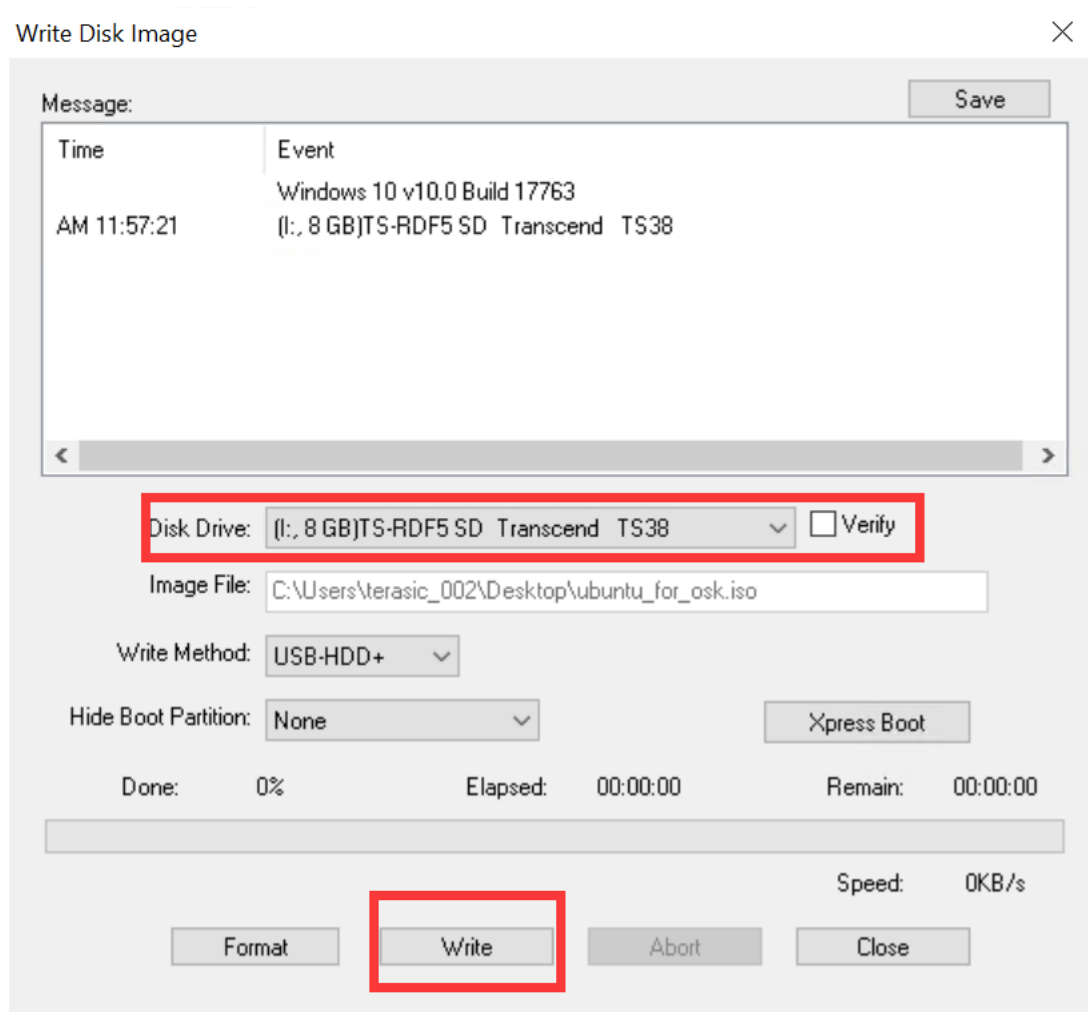 Write Disk Image
Message:
Save
Time Event
Windows 10 v10.0 Build 17763
AM 11:57:21 (I:, 8 GB)TS-RDF5 SD Transcend TS38
Disk Drive: (I:, 8 GB)TS-RDF5 SD Transcend TS38 Verify
Image File: C:\Users\terasic_002\Desktop\ubuntu_for_osk.iso
Write Method: USB-HDD+
Hide Boot Partition: None Xpress Boot
Done: 0% Elapsed: 00:00:00 Remain: 00:00:00
Speed: 0KB/s
Format Write Abort Close